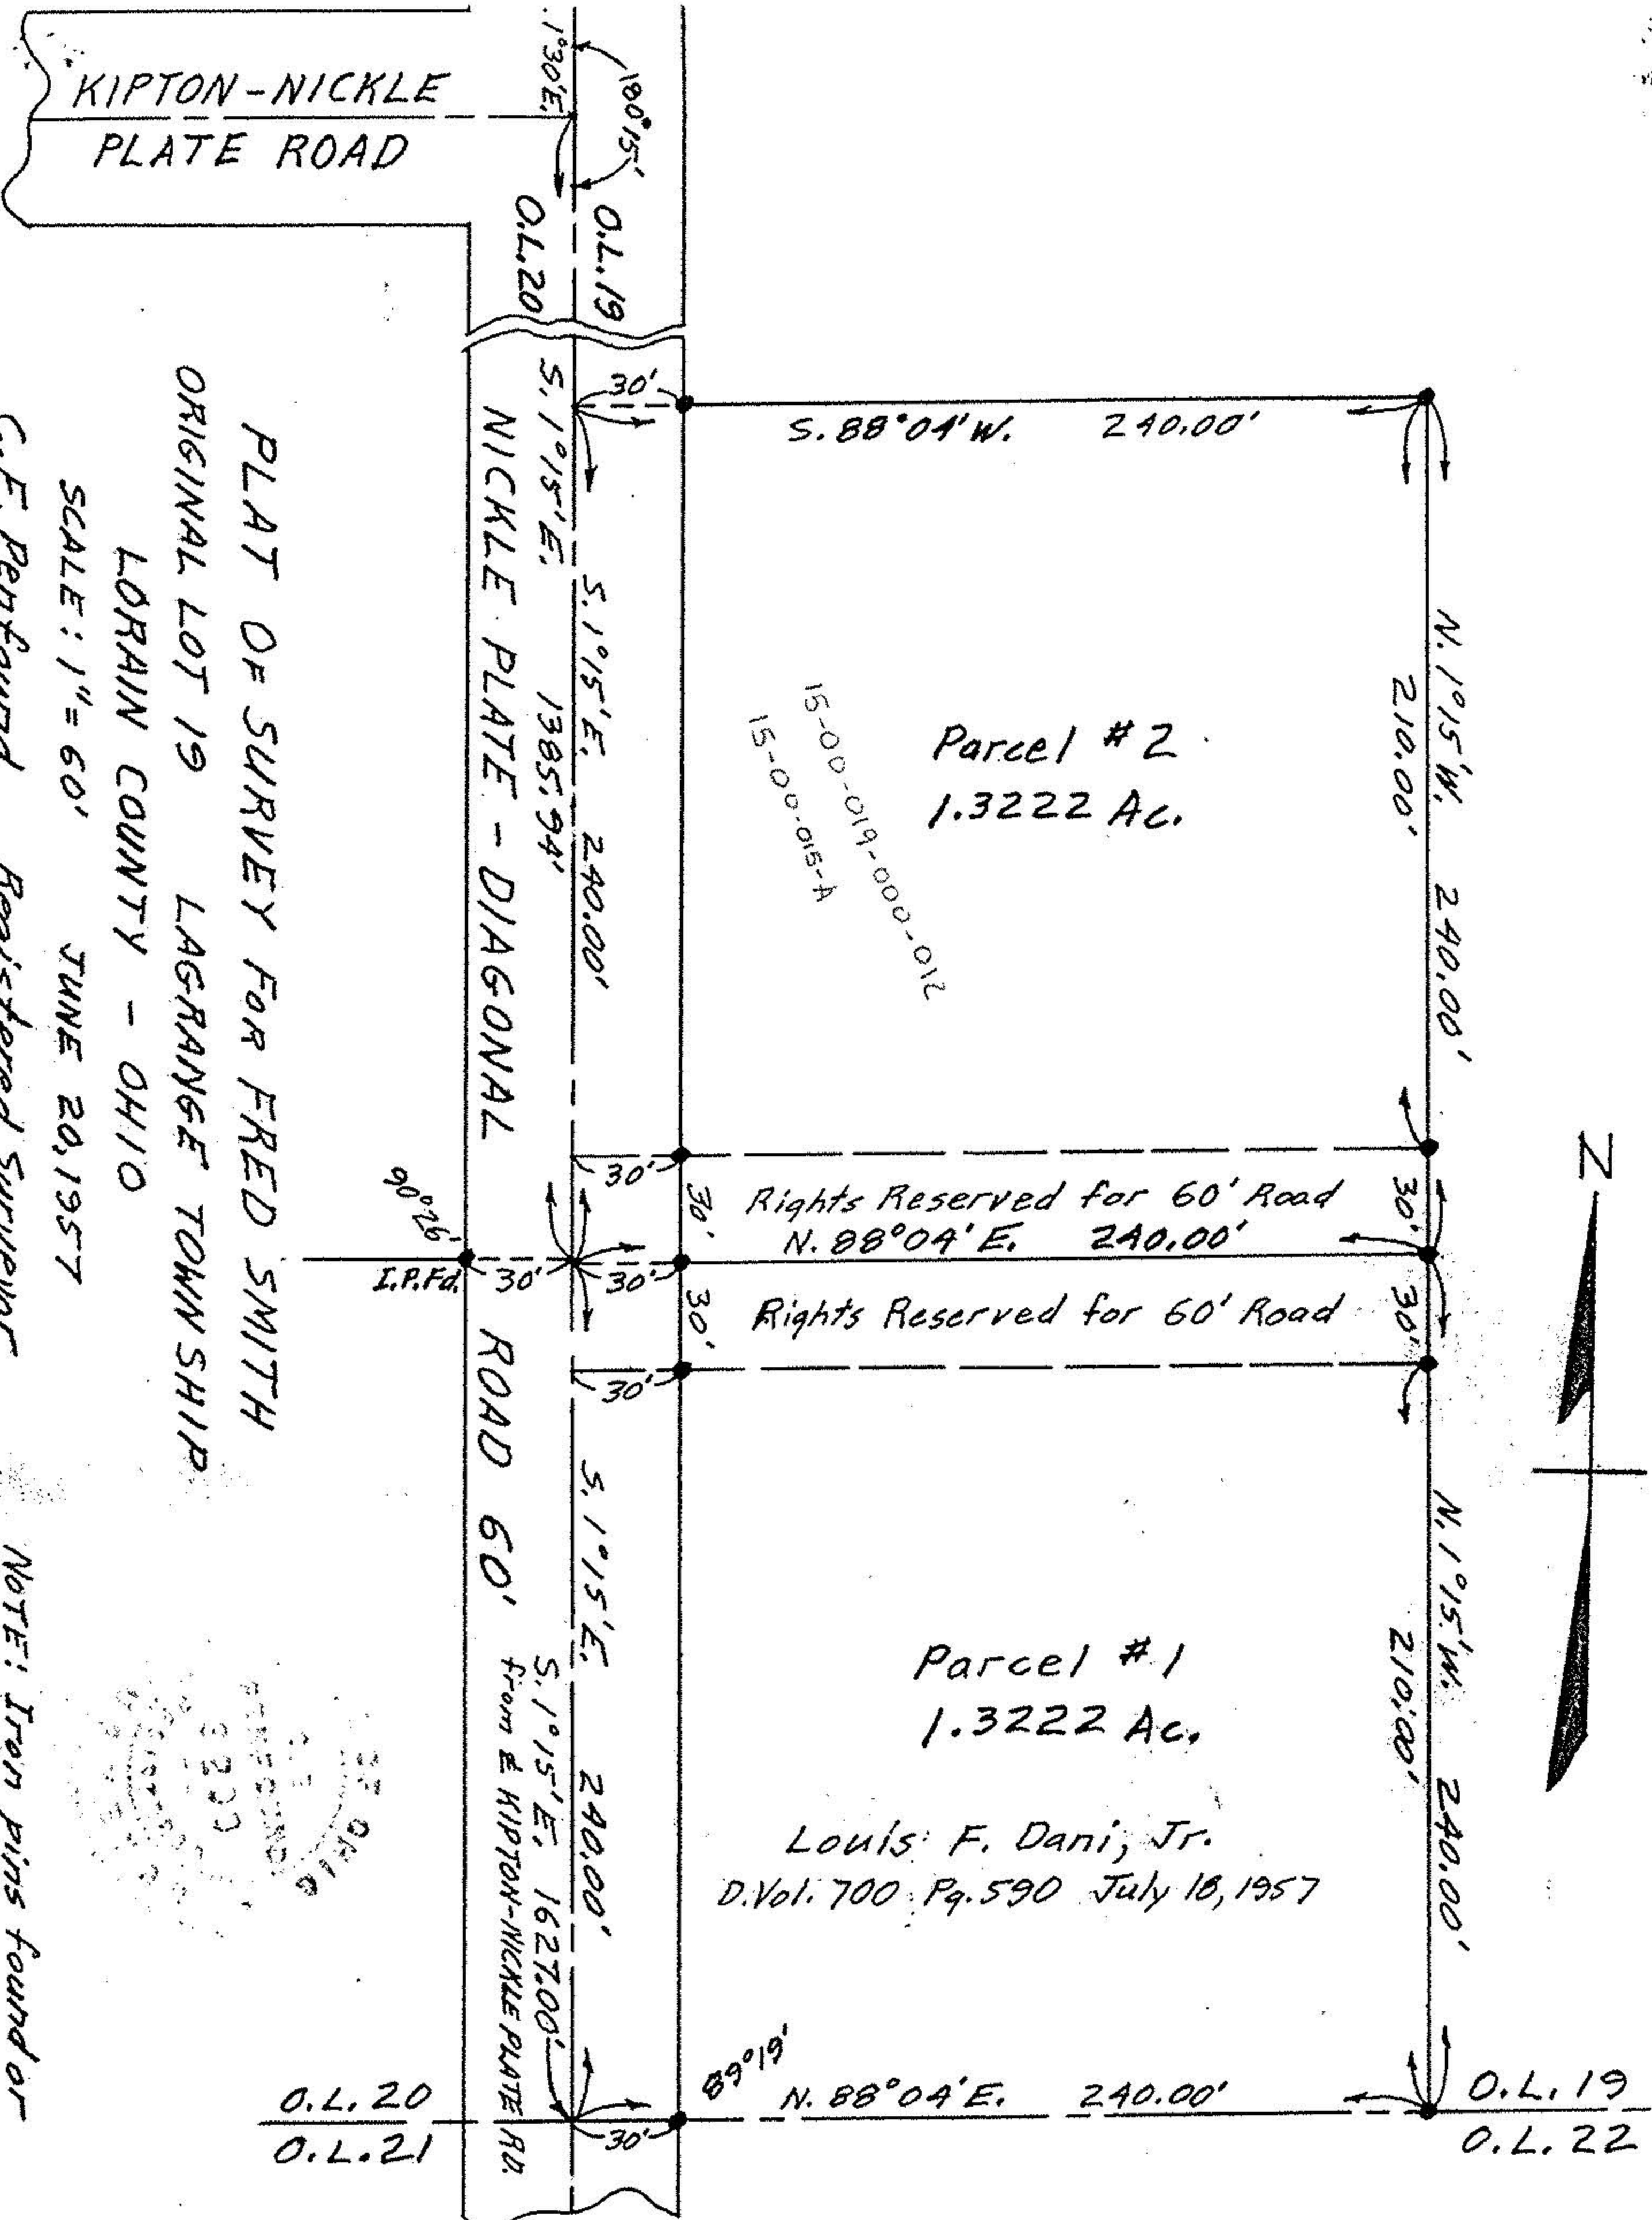 KIPTON-NICKLE
PLATE ROAD
1°30'E.
180°15'
O.L.19
O.L.20
30'
S. 88°04' W. 240.00'
S. 1°15' E. 1385.94'
S. 1°15' E. 240.00'
NICKLE PLATE - DIAGONAL ROAD 60'
N. 1°15' W. 240.00'
210.00'
Parcel #2
1.3222 Ac.
15-00-019-000-012
15-00-015-A
N
30'
30'
30'
Rights Reserved for 60' Road
N. 88°04' E. 240.00'
90°26'
I.P.Fd.
30'
30'
30'
30'
Rights Reserved for 60' Road
30'
S. 1°15' E. 240.00'
S. 1°15' E. 1627.00'
from ℄ KIPTON-NICKLE PLATE RD.
N. 1°15' W. 240.00'
210.00'
Parcel #1
1.3222 Ac.
Louis F. Dani, Jr.
D.Vol. 700 Pg. 590 July 18, 1957
89°19'
N. 88°04' E. 240.00'
30'
O.L. 20
O.L. 21
O.L. 19
O.L. 22
PLAT OF SURVEY FOR FRED SMITH
ORIGINAL LOT 19 LAGRANGE TOWNSHIP
LORAIN COUNTY - OHIO
SCALE: 1" = 60' JUNE 20, 1957
C.E. Penfound Registered Surveyor
NOTE: Iron pins found or